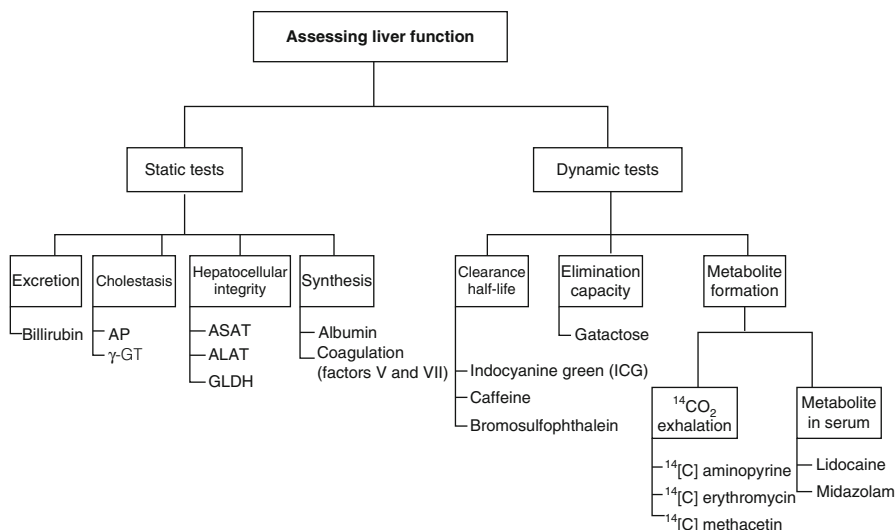 Assessing liver function
Static tests
Dynamic tests
Excretion
Cholestasis
Hepatocellular
integrity
Synthesis
Clearance
half-life
Elimination
capacity
Metabolite
formation
Billirubin
AP
γ-GT
ASAT
ALAT
GLDH
Albumin
Coagulation
(factors V and VII)
Indocyanine green (ICG)
Caffeine
Bromosulfophthalein
Gatactose
¹⁴CO₂
exhalation
Metabolite
in serum
¹⁴[C] aminopyrine
¹⁴[C] erythromycin
¹⁴[C] methacetin
Lidocaine
Midazolam